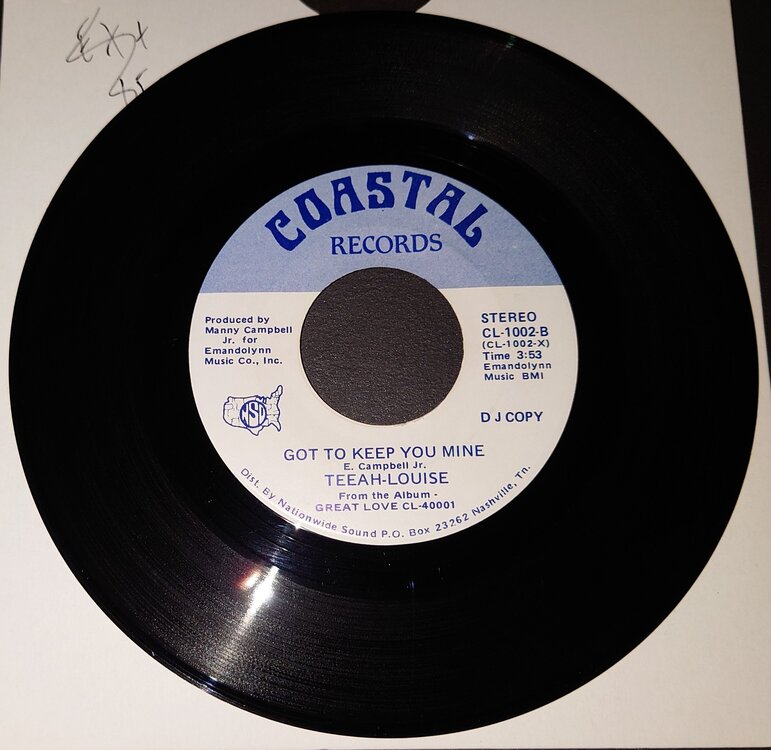 COASTAL
RECORDS
Produced by
Manny Campbell
Jr. for
Emandolynn
Music Co., Inc.
STEREO
CL-1002-B
(CL-1002-X)
Time 3:53
Emandolynn
Music BMI
D J COPY
NSD
GOT TO KEEP YOU MINE
E. Campbell Jr.
TEEAH-LOUISE
From the Album -
GREAT LOVE CL-40001
Dist. By Nationwide Sound P.O. Box 23262 Nashville, Tn.